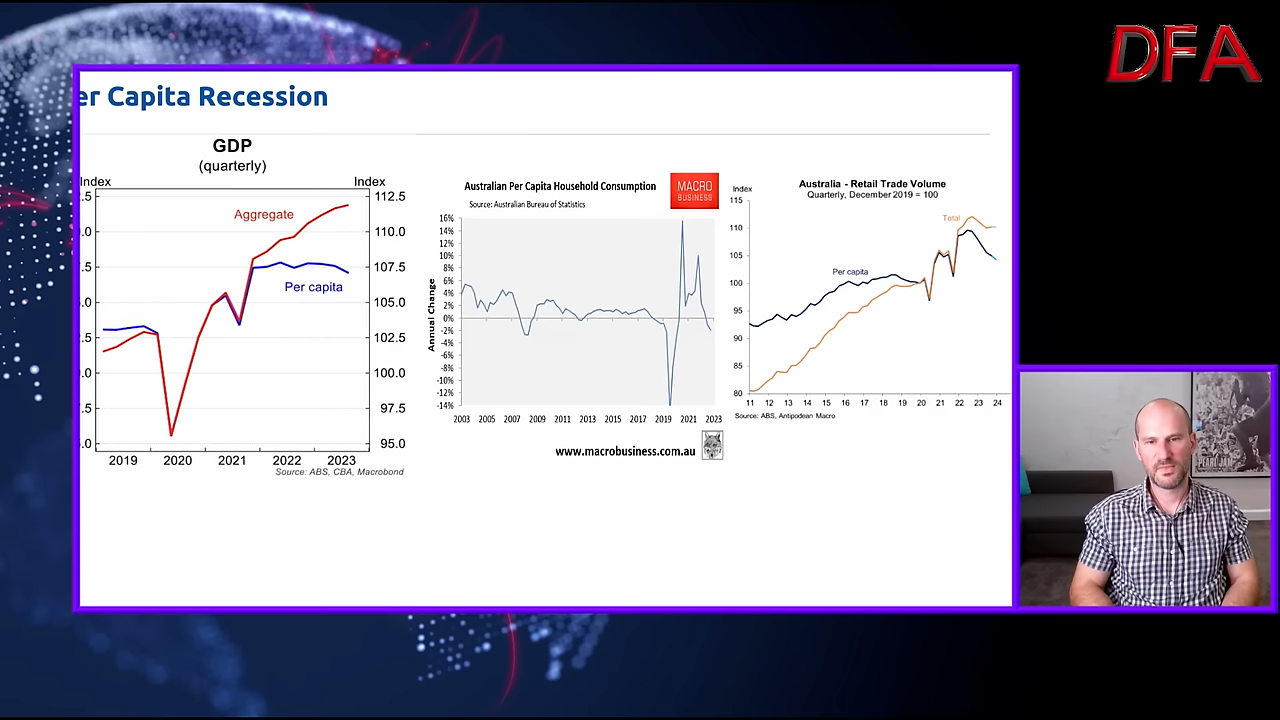 DFA
er Capita Recession
GDP
(quarterly)
Index
Index
.5
112.5
0.0
110.0
.5
107.5
.0
105.0
.5
102.5
.0
100.0
.5
97.5
.0
95.0
Aggregate
Per capita
2019 2020 2021 2022 2023
Source: ABS, CBA, Macrobond
Australian Per Capita Household Consumption
Source: Australian Bureau of Statistics
MACRO
BUSINESS
Annual Change
16%
14%
12%
10%
8%
6%
4%
2%
0%
-2%
-4%
-6%
-8%
-10%
-12%
-14%
2003 2005 2007 2009 2011 2013 2015 2017 2019 2021 2023
www.macrobusiness.com.au
Australia - Retail Trade Volume
Quarterly, December 2019 = 100
Index
115
110
105
100
95
90
85
80
Total
Per capita
11 12 13 14 15 16 17 18 19 20 21 22 23 24
Source: ABS, Antipodean Macro
PEARL JAM